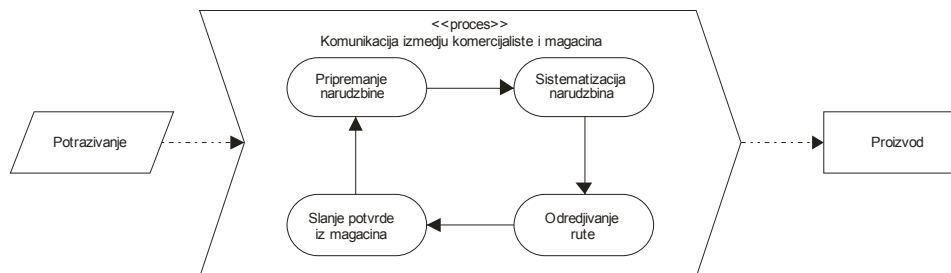 <<proces>>
Komunikacija izmedju komercijaliste i magacina
Pripremanje
narudzbine
Sistematizacija
narudzbina
Potrazivanje
Proizvod
Slanje potvrde
iz magacina
Odredjivanje
rute